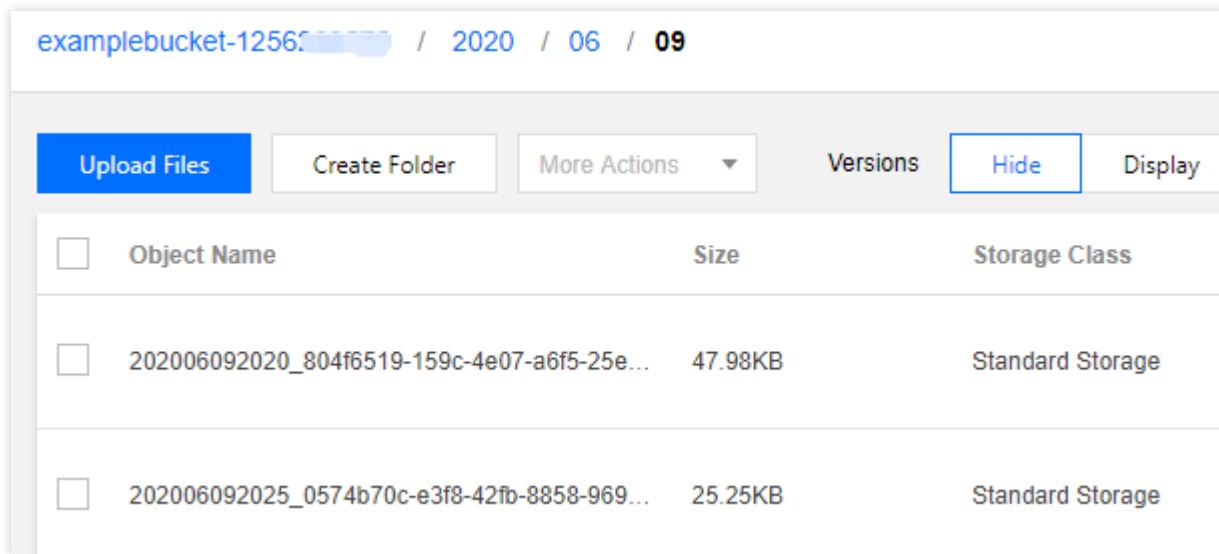 examplebucket-1256 / 2020 / 06 / 09
Upload Files Create Folder More Actions Versions Hide Display
Object Name Size Storage Class
202006092020_804f6519-159c-4e07-a6f5-25e... 47.98KB Standard Storage
202006092025_0574b70c-e3f8-42fb-8858-969... 25.25KB Standard Storage